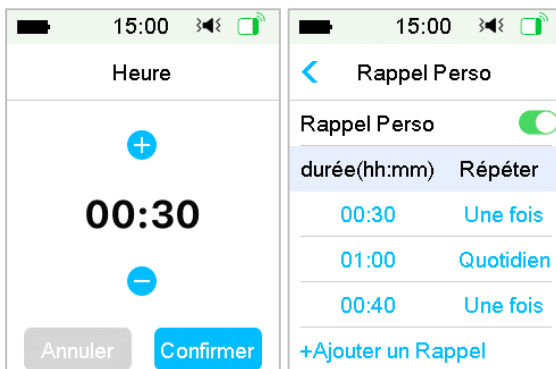 15:00
Heure
00:30
Annuler Confirmer
15:00
Rappel Perso
Rappel Perso
durée(hh:mm) Répéter
00:30 Une fois
01:00 Quotidien
00:40 Une fois
+Ajouter un Rappel